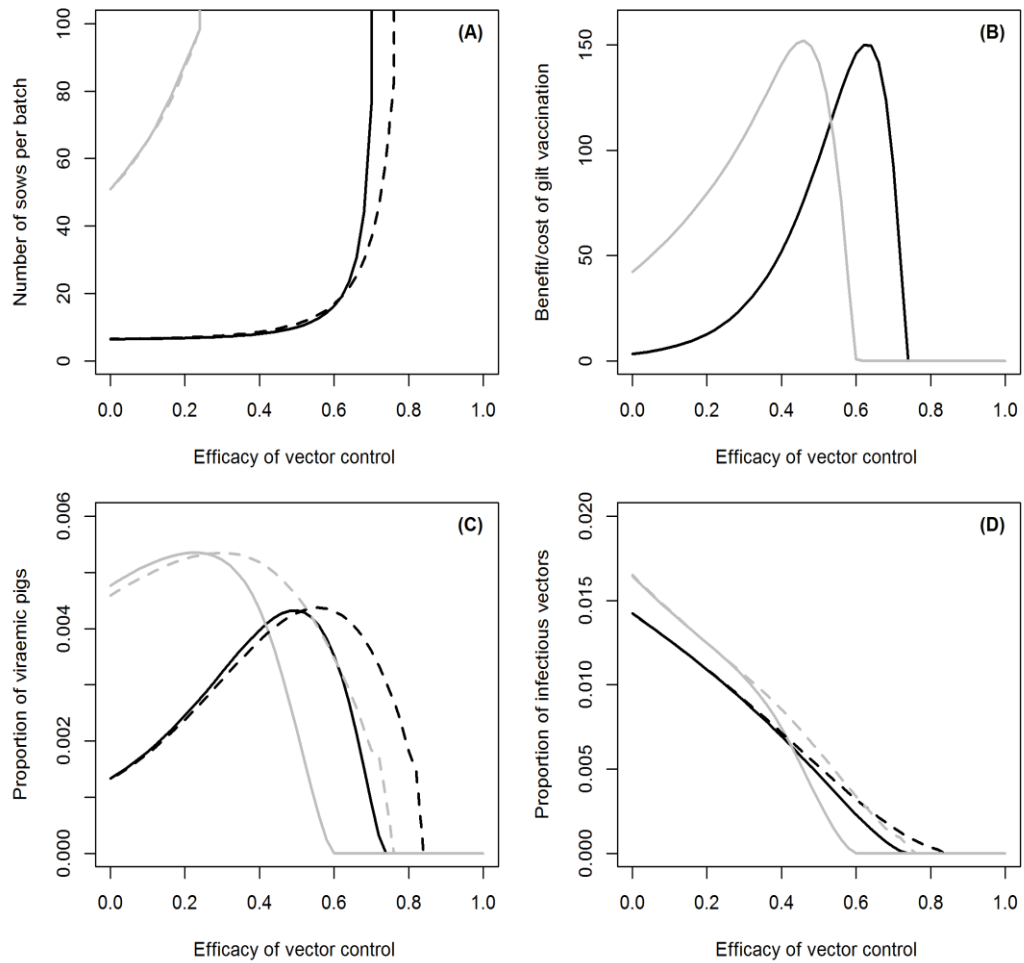 (A)
Number of sows per batch
0 20 40 60 80 100
0.0 0.2 0.4 0.6 0.8 1.0
Efficacy of vector control
(B)
Benefit/cost of gilt vaccination
0 50 100 150
0.0 0.2 0.4 0.6 0.8 1.0
Efficacy of vector control
(C)
Proportion of viraemic pigs
0.000 0.002 0.004 0.006
0.0 0.2 0.4 0.6 0.8 1.0
Efficacy of vector control
(D)
Proportion of infectious vectors
0.000 0.005 0.010 0.015 0.020
0.0 0.2 0.4 0.6 0.8 1.0
Efficacy of vector control